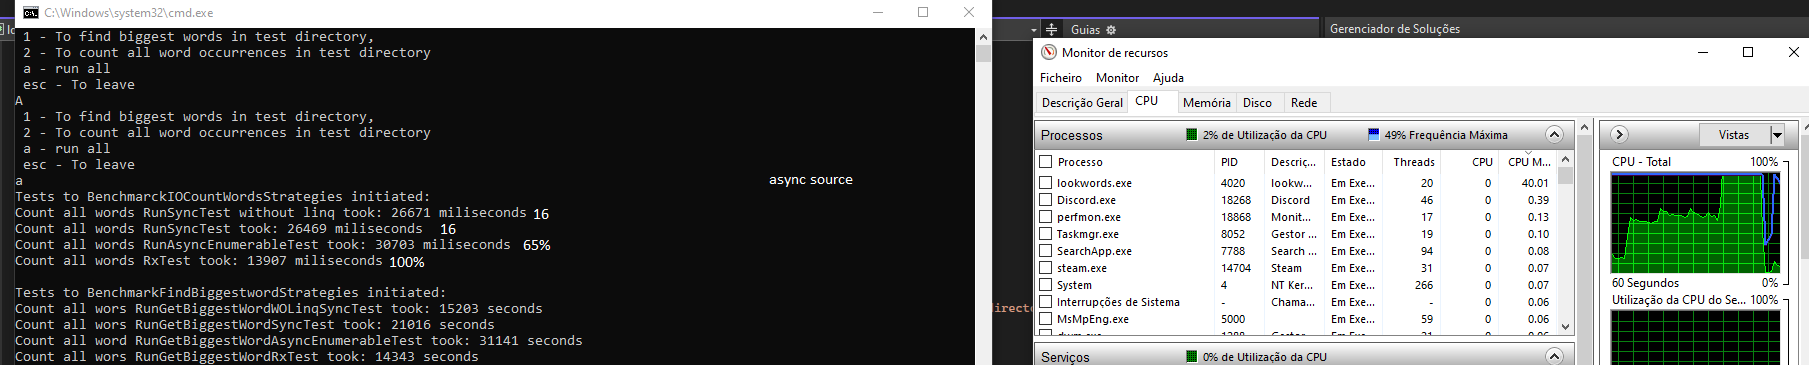 C:\Windows\system32\cmd.exe
1 - To find biggest words in test directory,
2 - To count all word occurrences in test directory
a - run all
esc - To leave
A
1 - To find biggest words in test directory,
2 - To count all word occurrences in test directory
a - run all
esc - To leave
a
async source
Tests to BenchmarckIOCountWordsStrategies initiated:
Count all words RunSyncTest without linq took: 26671 miliseconds 16
Count all words RunSyncTest took: 26469 miliseconds 16
Count all words RunAsyncEnumerableTest took: 30703 miliseconds 65%
Count all words RxTest took: 13907 miliseconds 100%
Tests to BenchmarkFindBiggestwordStrategies initiated:
Count all wors RunGetBiggestWordWOLinqSyncTest took: 15203 seconds
Count all wors RunGetBiggestWordSyncTest took: 21016 seconds
Count all word RunGetBiggestWordAsyncEnumerableTest took: 31141 seconds
Count all wors RunGetBiggestWordRxTest took: 14343 seconds
Guias
Gerenciador de Soluções
Monitor de recursos
Ficheiro Monitor Ajuda
Descrição Geral CPU Memória Disco Rede
Processos 2% de Utilização da CPU 49% Frequência Máxima
Processo PID Descriç... Estado Threads CPU CPU M...
lookwords.exe 4020 lookw... Em Exe... 20 0 40.01
Discord.exe 18268 Discord Em Exe... 46 0 0.39
perfmon.exe 18868 Monit... Em Exe... 17 0 0.13
Taskmgr.exe 8052 Gestor ... Em Exe... 19 0 0.10
SearchApp.exe 7788 Search ... Em Exe... 94 0 0.08
steam.exe 14704 Steam Em Exe... 31 0 0.07
System 4 NT Ker... Em Exe... 266 0 0.07
Interrupções de Sistema - Chama... Em Exe... - 0 0.06
MsMpEng.exe 5000 Em Exe... 59 0 0.06
Serviços 0% de Utilização da CPU
Vistas
CPU - Total 100%
60 Segundos 0%
Utilização da CPU do Se... 100%